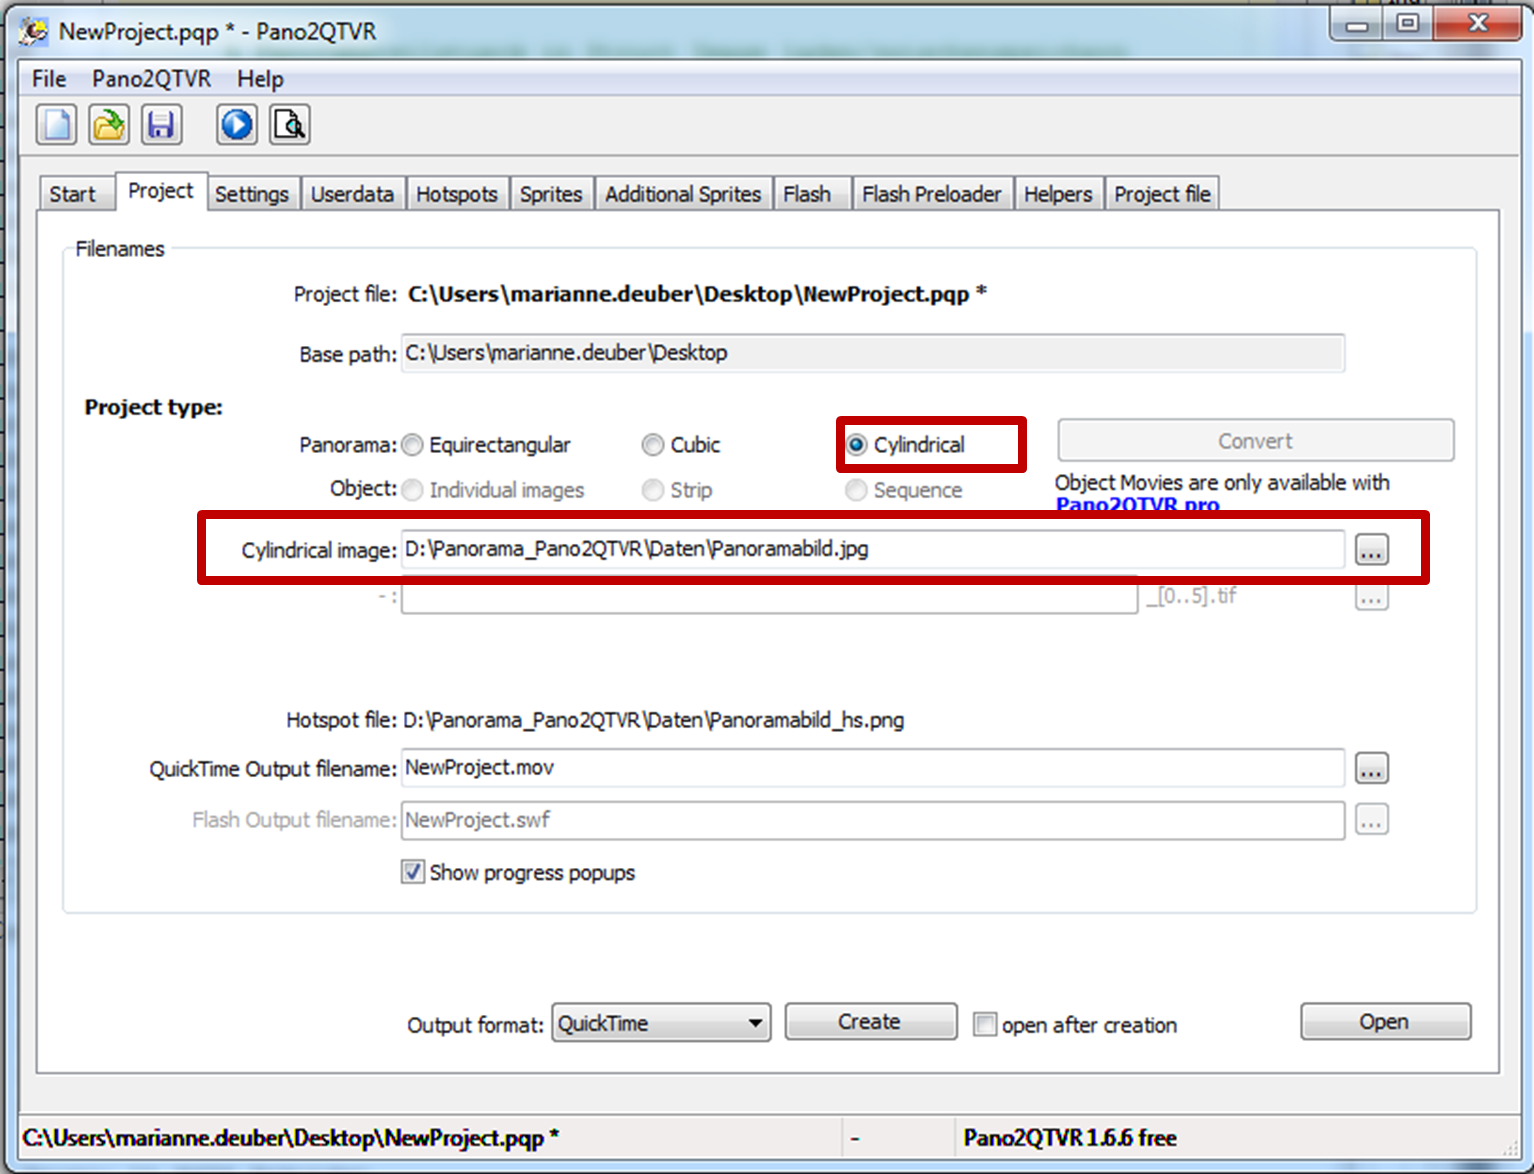 NewProject.pqp * - Pano2QTVR
File Pano2QTVR Help
Start Project Settings Userdata Hotspots Sprites Additional Sprites Flash Flash Preloader Helpers Project file
Filenames
Project file: C:\Users\marianne.deuber\Desktop\NewProject.pqp *
Base path: C:\Users\marianne.deuber\Desktop
Project type:
Panorama: Equirectangular Cubic Cylindrical Convert
Object: Individual images Strip Sequence Object Movies are only available with
Pano2QTVR pro
Cylindrical image: D:\Panorama_Pano2QTVR\Daten\Panoramabild.jpg ...
- : _[0..5].tif ...
Hotspot file: D:\Panorama_Pano2QTVR\Daten\Panoramabild_hs.png
QuickTime Output filename: NewProject.mov ...
Flash Output filename: NewProject.swf ...
Show progress popups
Output format: QuickTime Create open after creation Open
C:\Users\marianne.deuber\Desktop\NewProject.pqp * - Pano2QTVR 1.6.6 free